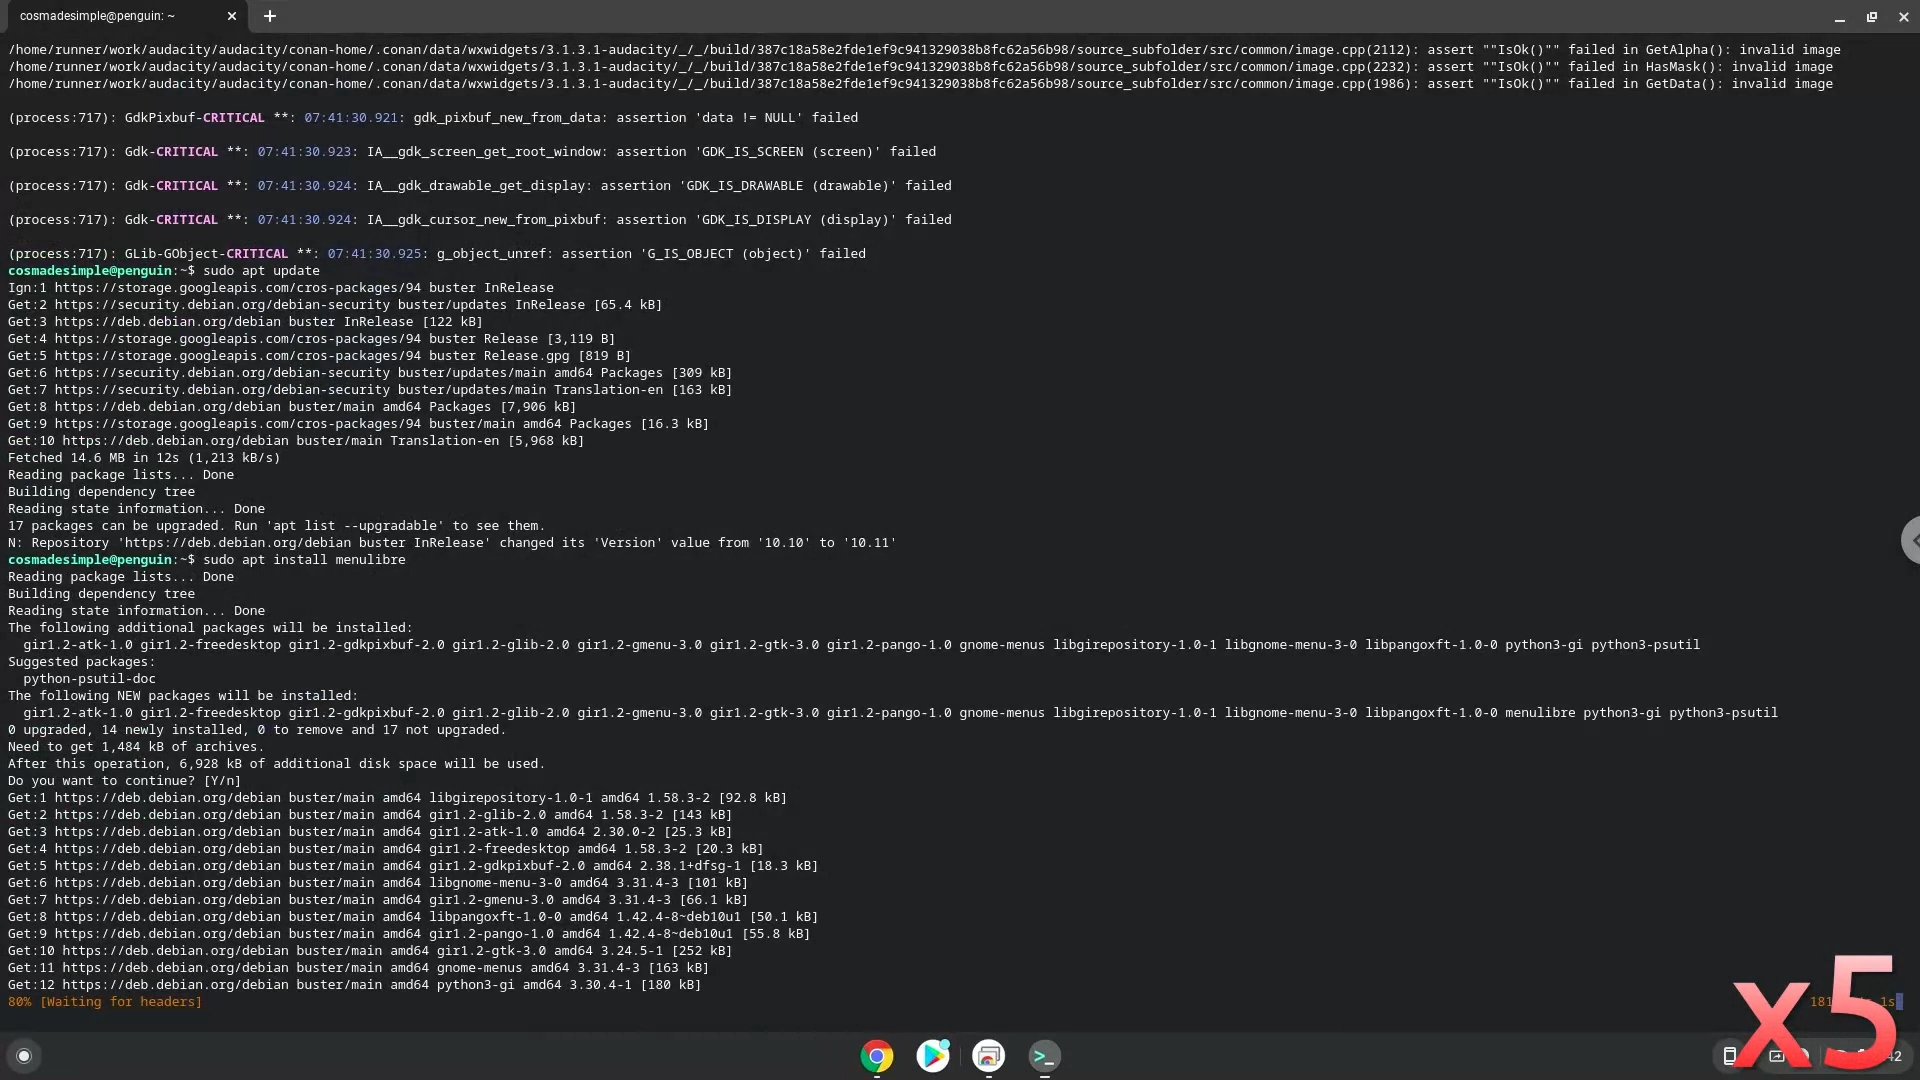 cosmadesimple@penguin: ~
/home/runner/work/audacity/audacity/conan-home/.conan/data/wxwidgets/3.1.3.1-audacity/_/_/build/387c18a58e2fde1ef9c941329038b8fc62a56b98/source_subfolder/src/common/image.cpp(2112): assert ""IsOk()"" failed in GetAlpha(): invalid image
/home/runner/work/audacity/audacity/conan-home/.conan/data/wxwidgets/3.1.3.1-audacity/_/_/build/387c18a58e2fde1ef9c941329038b8fc62a56b98/source_subfolder/src/common/image.cpp(2232): assert ""IsOk()"" failed in HasMask(): invalid image
/home/runner/work/audacity/audacity/conan-home/.conan/data/wxwidgets/3.1.3.1-audacity/_/_/build/387c18a58e2fde1ef9c941329038b8fc62a56b98/source_subfolder/src/common/image.cpp(1986): assert ""IsOk()"" failed in GetData(): invalid image
(process:717): GdkPixbuf-CRITICAL **: 07:41:30.921: gdk_pixbuf_new_from_data: assertion 'data != NULL' failed
(process:717): Gdk-CRITICAL **: 07:41:30.923: IA__gdk_screen_get_root_window: assertion 'GDK_IS_SCREEN (screen)' failed
(process:717): Gdk-CRITICAL **: 07:41:30.924: IA__gdk_drawable_get_display: assertion 'GDK_IS_DRAWABLE (drawable)' failed
(process:717): Gdk-CRITICAL **: 07:41:30.924: IA__gdk_cursor_new_from_pixbuf: assertion 'GDK_IS_DISPLAY (display)' failed
(process:717): GLib-GObject-CRITICAL **: 07:41:30.925: g_object_unref: assertion 'G_IS_OBJECT (object)' failed
cosmadesimple@penguin:~$ sudo apt update
Ign:1 https://storage.googleapis.com/cros-packages/94 buster InRelease
Get:2 https://security.debian.org/debian-security buster/updates InRelease [65.4 kB]
Get:3 https://deb.debian.org/debian buster InRelease [122 kB]
Get:4 https://storage.googleapis.com/cros-packages/94 buster Release [3,119 B]
Get:5 https://storage.googleapis.com/cros-packages/94 buster Release.gpg [819 B]
Get:6 https://security.debian.org/debian-security buster/updates/main amd64 Packages [309 kB]
Get:7 https://security.debian.org/debian-security buster/updates/main Translation-en [163 kB]
Get:8 https://deb.debian.org/debian buster/main amd64 Packages [7,906 kB]
Get:9 https://storage.googleapis.com/cros-packages/94 buster/main amd64 Packages [16.3 kB]
Get:10 https://deb.debian.org/debian buster/main Translation-en [5,968 kB]
Fetched 14.6 MB in 12s (1,213 kB/s)
Reading package lists... Done
Building dependency tree
Reading state information... Done
17 packages can be upgraded. Run 'apt list --upgradable' to see them.
N: Repository 'https://deb.debian.org/debian buster InRelease' changed its 'Version' value from '10.10' to '10.11'
cosmadesimple@penguin:~$ sudo apt install menulibre
Reading package lists... Done
Building dependency tree
Reading state information... Done
The following additional packages will be installed:
gir1.2-atk-1.0 gir1.2-freedesktop gir1.2-gdkpixbuf-2.0 gir1.2-glib-2.0 gir1.2-gmenu-3.0 gir1.2-gtk-3.0 gir1.2-pango-1.0 gnome-menus libgirepository-1.0-1 libgnome-menu-3-0 libpangoxft-1.0-0 python3-gi python3-psutil
Suggested packages:
python-psutil-doc
The following NEW packages will be installed:
gir1.2-atk-1.0 gir1.2-freedesktop gir1.2-gdkpixbuf-2.0 gir1.2-glib-2.0 gir1.2-gmenu-3.0 gir1.2-gtk-3.0 gir1.2-pango-1.0 gnome-menus libgirepository-1.0-1 libgnome-menu-3-0 libpangoxft-1.0-0 menulibre python3-gi python3-psutil
0 upgraded, 14 newly installed, 0 to remove and 17 not upgraded.
Need to get 1,484 kB of archives.
After this operation, 6,928 kB of additional disk space will be used.
Do you want to continue? [Y/n]
Get:1 https://deb.debian.org/debian buster/main amd64 libgirepository-1.0-1 amd64 1.58.3-2 [92.8 kB]
Get:2 https://deb.debian.org/debian buster/main amd64 gir1.2-glib-2.0 amd64 1.58.3-2 [143 kB]
Get:3 https://deb.debian.org/debian buster/main amd64 gir1.2-atk-1.0 amd64 2.30.0-2 [25.3 kB]
Get:4 https://deb.debian.org/debian buster/main amd64 gir1.2-freedesktop amd64 1.58.3-2 [20.3 kB]
Get:5 https://deb.debian.org/debian buster/main amd64 gir1.2-gdkpixbuf-2.0 amd64 2.38.1+dfsg-1 [18.3 kB]
Get:6 https://deb.debian.org/debian buster/main amd64 libgnome-menu-3-0 amd64 3.31.4-3 [101 kB]
Get:7 https://deb.debian.org/debian buster/main amd64 gir1.2-gmenu-3.0 amd64 3.31.4-3 [66.1 kB]
Get:8 https://deb.debian.org/debian buster/main amd64 libpangoxft-1.0-0 amd64 1.42.4-8~deb10u1 [50.1 kB]
Get:9 https://deb.debian.org/debian buster/main amd64 gir1.2-pango-1.0 amd64 1.42.4-8~deb10u1 [55.8 kB]
Get:10 https://deb.debian.org/debian buster/main amd64 gir1.2-gtk-3.0 amd64 3.24.5-1 [252 kB]
Get:11 https://deb.debian.org/debian buster/main amd64 gnome-menus amd64 3.31.4-3 [163 kB]
Get:12 https://deb.debian.org/debian buster/main amd64 python3-gi amd64 3.30.4-1 [180 kB]
80% [Waiting for headers] 1s
x5